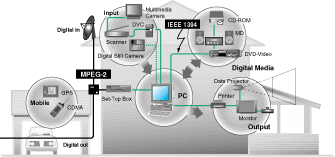 Input
Multimedia
Camera
Digital in
DVC
Scanner
Digital Still Camera
IEEE 1394
CD-ROM
MD
DVD-Video
Digital Media
MPEG-2
GPS
Mobile
CDMA
Set-Top Box
PC
Data Projector
Printer
Monitor
Output
Digital out